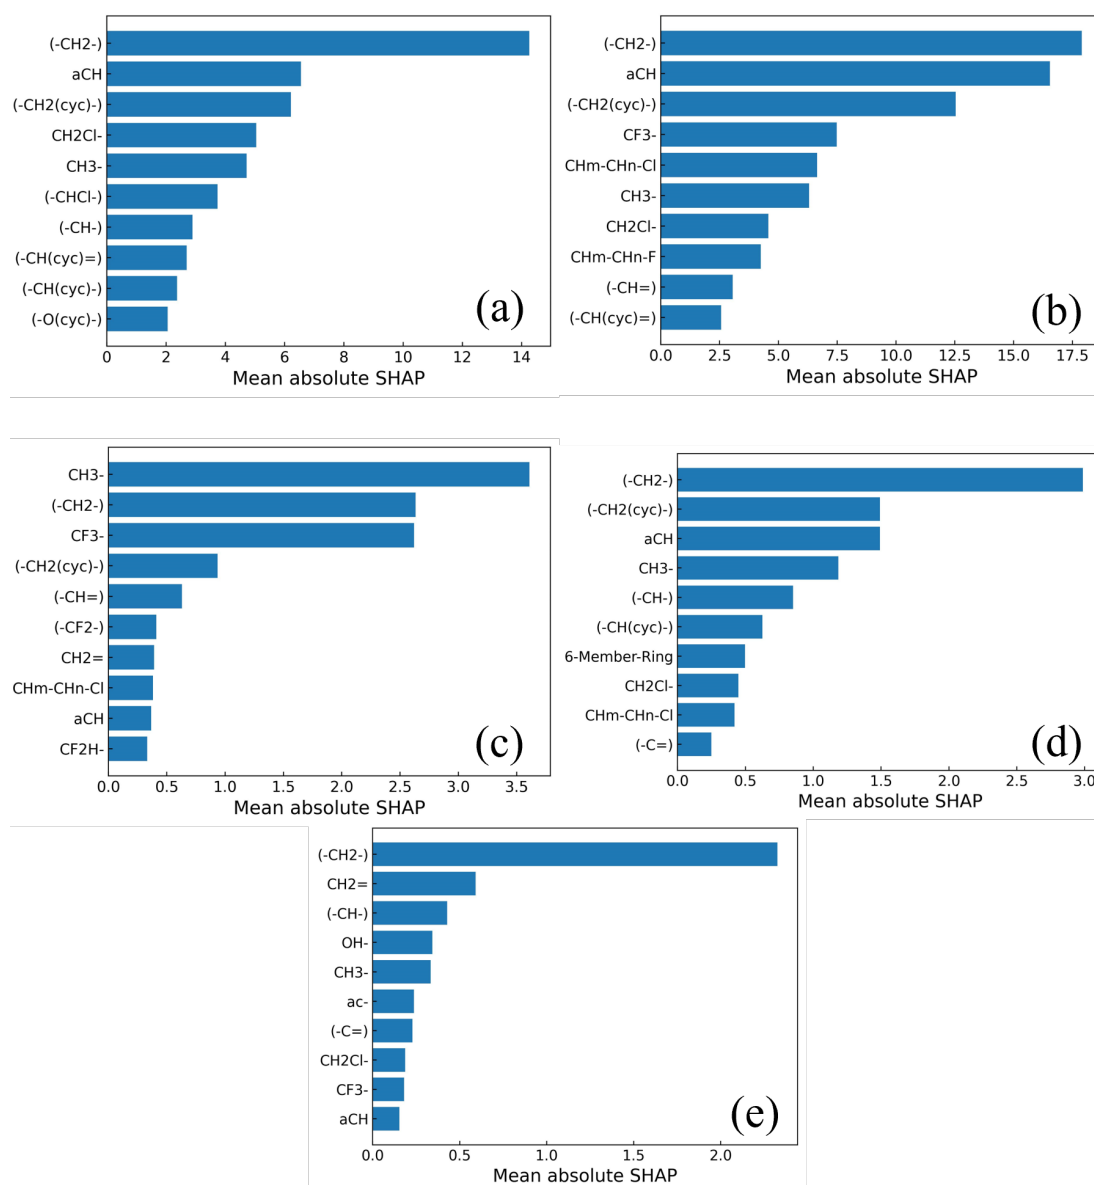 (-CH2-)
aCH
(-CH2(cyc)-)
CH2Cl-
CH3-
(-CHCl-)
(-CH-)
(-CH(cyc)=)
(-CH(cyc)-)
(-O(cyc)-)
(a)
0 2 4 6 8 10 12 14
Mean absolute SHAP
(-CH2-)
aCH
(-CH2(cyc)-)
CF3-
CHm-CHn-Cl
CH3-
CH2Cl-
CHm-CHn-F
(-CH=)
(-CH(cyc)=)
(b)
0.0 2.5 5.0 7.5 10.0 12.5 15.0 17.5
Mean absolute SHAP
CH3-
(-CH2-)
CF3-
(-CH2(cyc)-)
(-CH=)
(-CF2-)
CH2=
CHm-CHn-Cl
aCH
CF2H-
(c)
0.0 0.5 1.0 1.5 2.0 2.5 3.0 3.5
Mean absolute SHAP
(-CH2-)
(-CH2(cyc)-)
aCH
CH3-
(-CH-)
(-CH(cyc)-)
6-Member-Ring
CH2Cl-
CHm-CHn-Cl
(-C=)
(d)
0.0 0.5 1.0 1.5 2.0 2.5 3.0
Mean absolute SHAP
(-CH2-)
CH2=
(-CH-)
OH-
CH3-
ac-
(-C=)
CH2Cl-
CF3-
aCH
(e)
0.0 0.5 1.0 1.5 2.0
Mean absolute SHAP